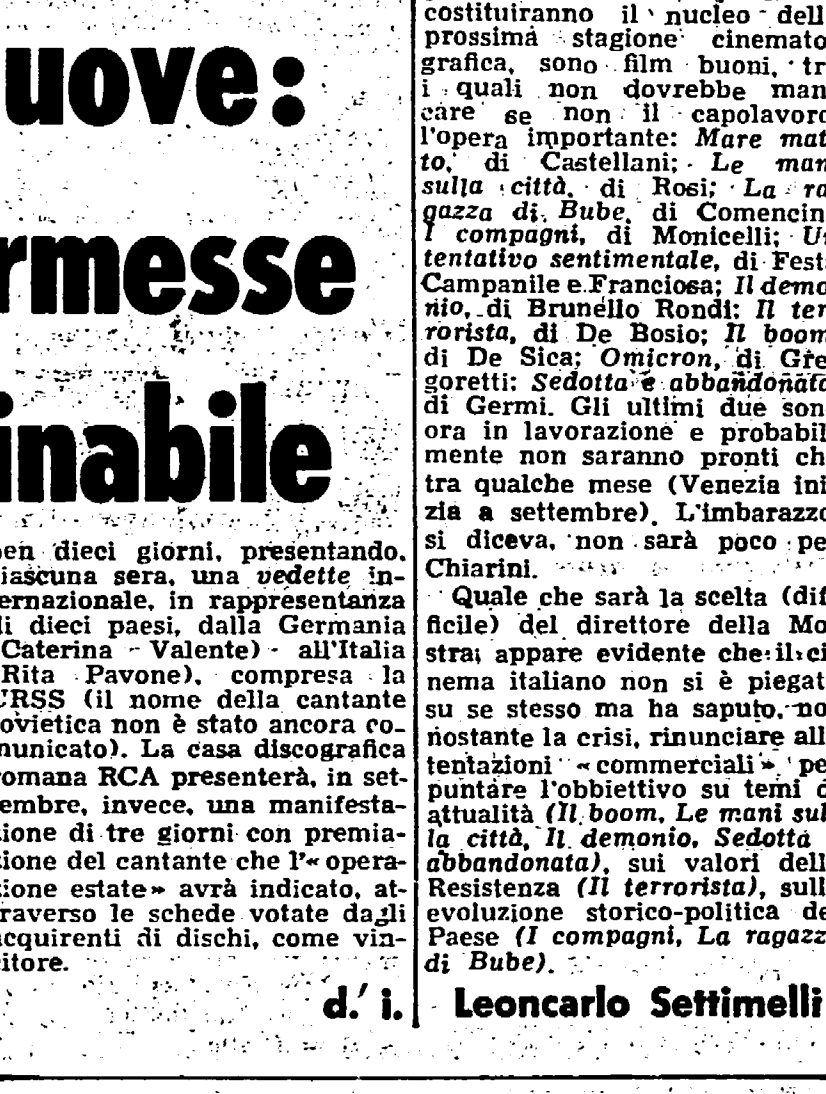 uove:
rmesse
inabile
en dieci giorni, presentando,
iascuna sera, una vedette in-
ernazionale, in rappresentanza
di dieci paesi, dalla Germania
Caterina - Valente) all'Italia
Rita Pavone), compresa la
URSS (il nome della cantante
ovietica non è stato ancora co-
municato). La casa discografica
romana RCA presenterà, in set-
embre, invece, una manifesta-
zione di tre giorni con premia-
zione del cantante che l'« opera-
zione estate» avrà indicato, at-
raverso le schede votate dagli
acquirenti di dischi, come vin-
citore.
d. i.
costituiranno il nucleo dell
prossima stagione cinemato
grafica, sono film buoni, tr
i quali non dovrebbe man
care se non il capolavoro
l'opera importante: Mare mat
to, di Castellani; Le man
sulla città, di Rosi; La ra
gazza di Bube, di Comencin
I compagni, di Monicelli; Un
tentativo sentimentale, di Fest
Campanile e Franciosa; Il demo
nio, di Brunello Rondi; Il ter
rorista, di De Bosio; Il boom
di De Sica; Omicron, di Gre
goretti: Sedotta e abbandonata
di Germi. Gli ultimi due son
ora in lavorazione e probabil
mente non saranno pronti ch
tra qualche mese (Venezia ini
zia a settembre). L'imbarazzo
si diceva, non sarà poco pe
Chiarini.
Quale che sarà la scelta (dif
ficile) del direttore della Mo
stra; appare evidente che il ci
nema italiano non si è piegat
su se stesso ma ha saputo, no
nostante la crisi, rinunciare all
tentazioni «commerciali» pe
puntare l'obbiettivo su temi d
attualità (Il boom, Le mani sul
la città, Il demonio, Sedotta
abbandonata), sui valori dell
Resistenza (Il terrorista), sull
evoluzione storico-politica de
Paese (I compagni, La ragazz
di Bube).
Leoncarlo Settimelli